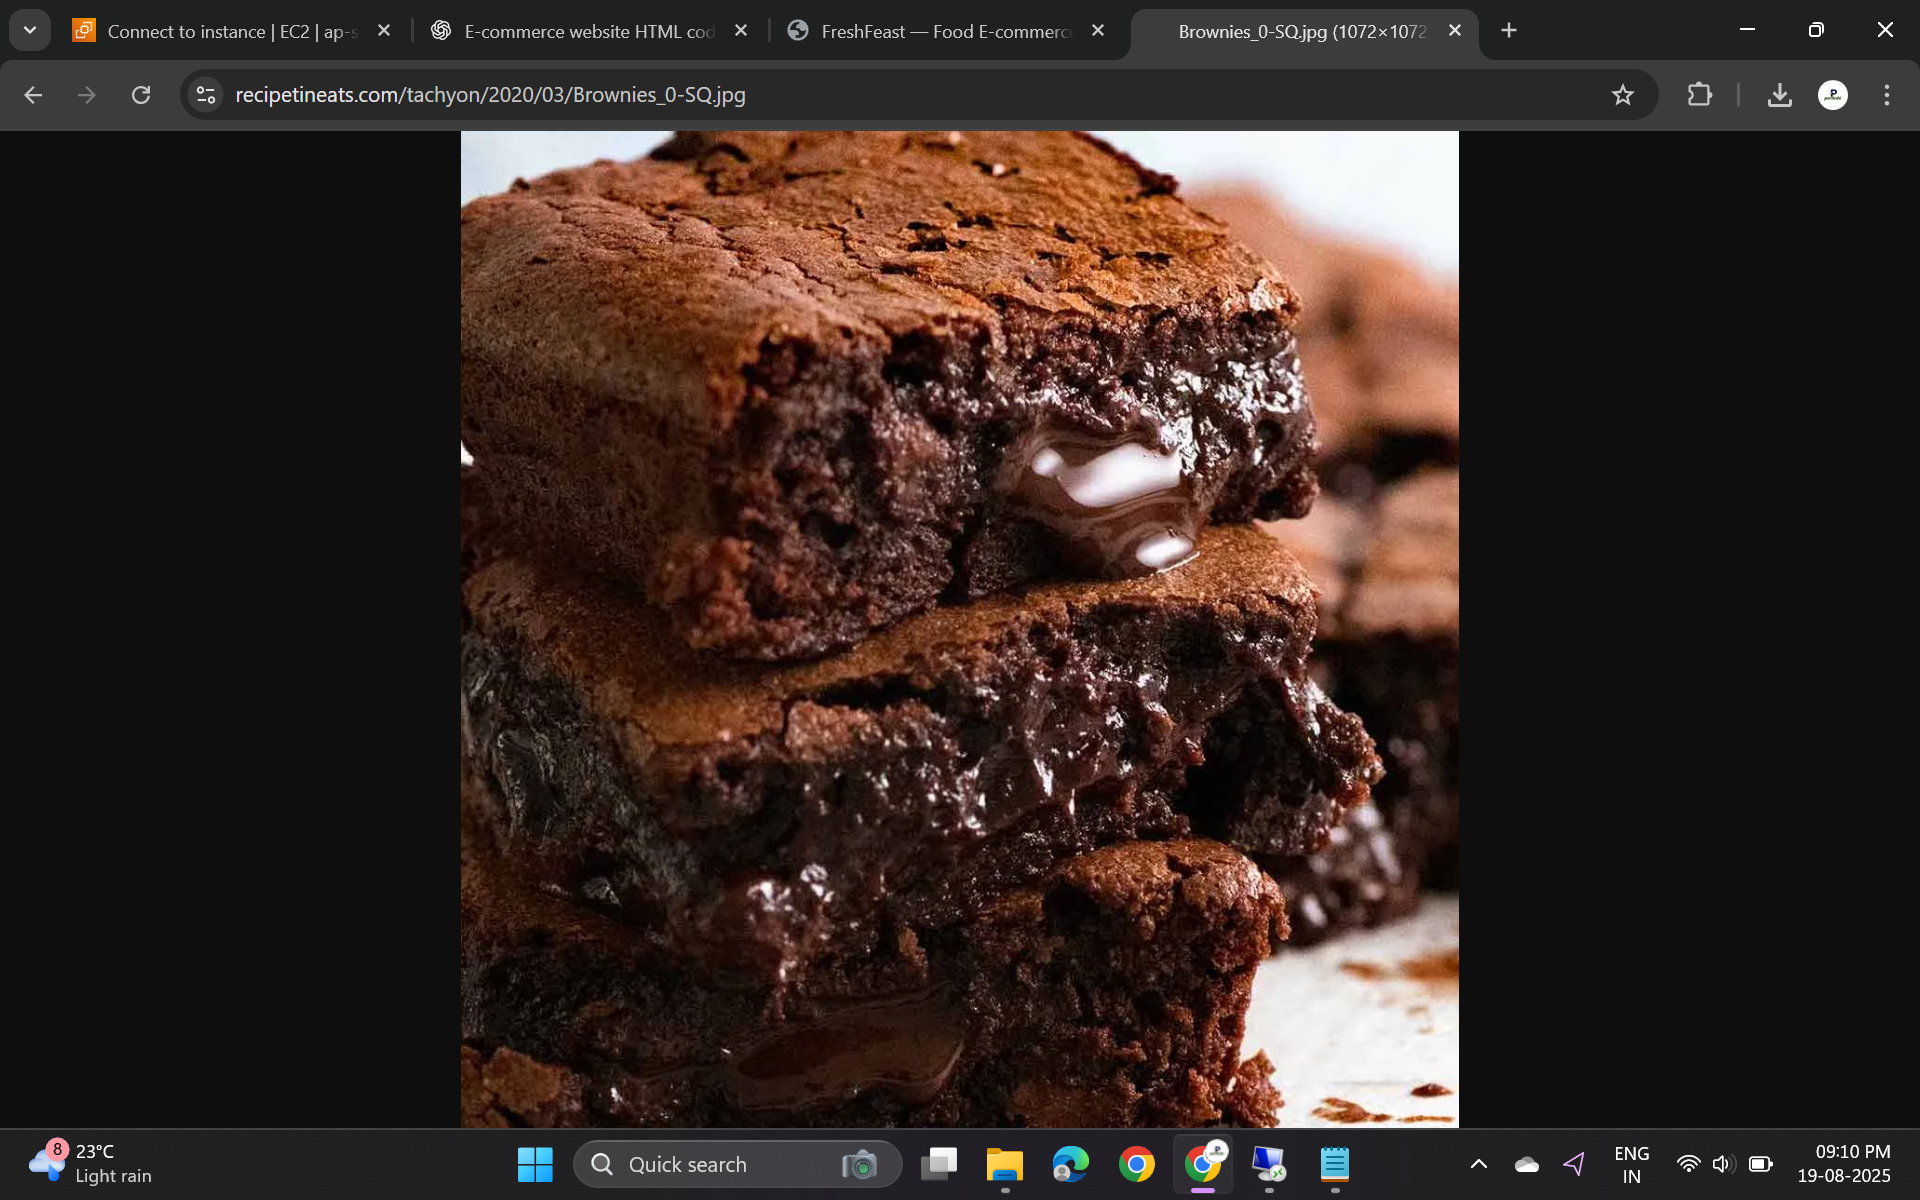 Connect to instance | EC2 | ap-s
E-commerce website HTML cod
FreshFeast — Food E-commerce
Brownies_0-SQ.jpg (1072×1072
recipetineats.com/tachyon/2020/03/Brownies_0-SQ.jpg
8
23°C
Light rain
Quick search
ENG
IN
09:10 PM
19-08-2025